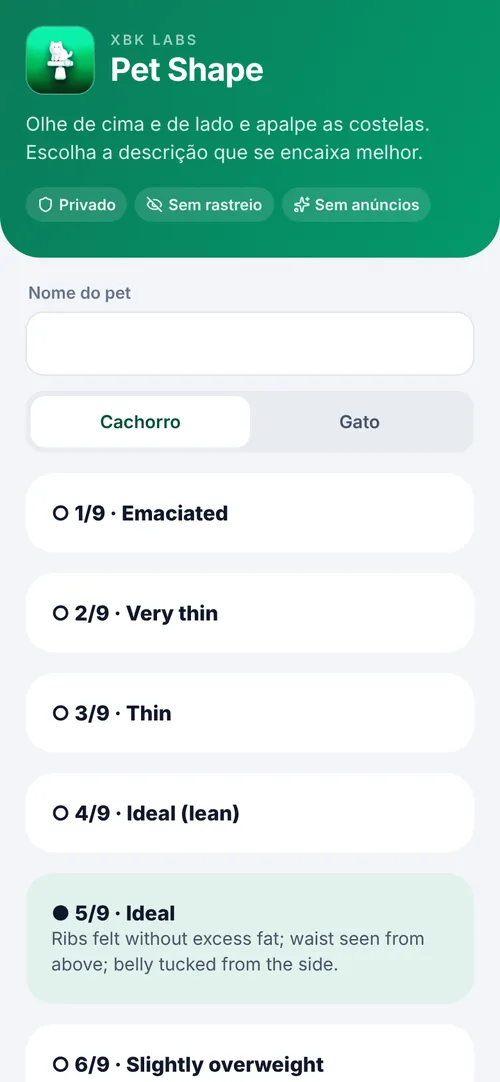 XBK LABS
Pet Shape
Olhe de cima e de lado e apalpe as costelas.
Escolha a descrição que se encaixa melhor.
Privado
Sem rastreio
Sem anúncios
Nome do pet
Cachorro
Gato
1/9 · Emaciated
2/9 · Very thin
3/9 · Thin
4/9 · Ideal (lean)
5/9 · Ideal
Ribs felt without excess fat; waist seen from
above; belly tucked from the side.
6/9 · Slightly overweight